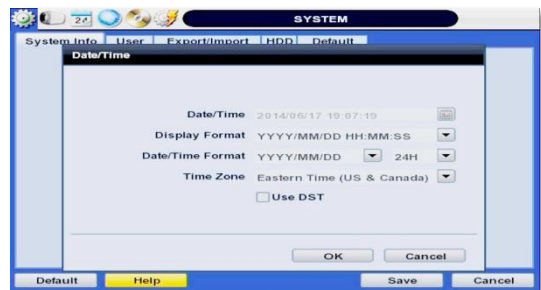 SYSTEM
System Info User Export/Import HDD Default
Date/Time
Date/Time 2014/06/17 19:07:19
Display Format YYYY/MM/DD HH:MM:SS
Date/Time Format YYYY/MM/DD 24H
Time Zone Eastern Time (US & Canada)
Use DST
OK Cancel
Default Help Save Cancel